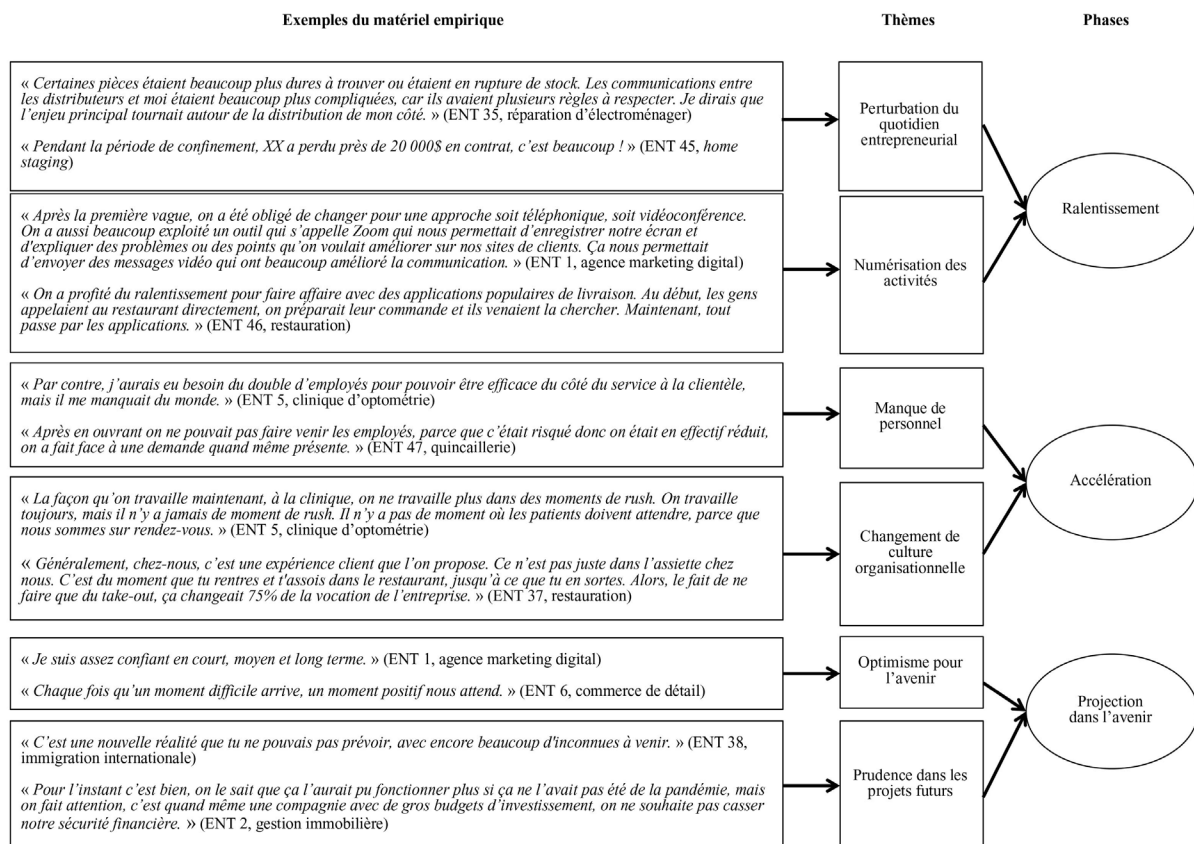 Exemples du matériel empirique
Thèmes
Phases
« Certaines pièces étaient beaucoup plus dures à trouver ou étaient en rupture de stock. Les communications entre
les distributeurs et moi étaient beaucoup plus compliquées, car ils avaient plusieurs règles à respecter. Je dirais que
l’enjeu principal tournait autour de la distribution de mon côté. » (ENT 35, réparation d’électroménager)
« Pendant la période de confinement, XX a perdu près de 20 000$ en contrat, c’est beaucoup ! » (ENT 45, home
staging)
Perturbation du
quotidien
entrepreneurial
Ralentissement
« Après la première vague, on a été obligé de changer pour une approche soit téléphonique, soit vidéoconférence.
On a aussi beaucoup exploité un outil qui s’appelle Zoom qui nous permettait d’enregistrer notre écran et
d'expliquer des problèmes ou des points qu’on voulait améliorer sur nos sites de clients. Ça nous permettait
d’envoyer des messages vidéo qui ont beaucoup amélioré la communication. » (ENT 1, agence marketing digital)
« On a profité du ralentissement pour faire affaire avec des applications populaires de livraison. Au début, les gens
appelaient au restaurant directement, on préparait leur commande et ils venaient la chercher. Maintenant, tout
passe par les applications. » (ENT 46, restauration)
Numérisation des
activités
« Par contre, j’aurais eu besoin du double d’employés pour pouvoir être efficace du côté du service à la clientèle,
mais il me manquait du monde. » (ENT 5, clinique d’optométrie)
« Après en ouvrant on ne pouvait pas faire venir les employés, parce que c’était risqué donc on était en effectif réduit,
on a fait face à une demande quand même présente. » (ENT 47, quincaillerie)
Manque de
personnel
Accélération
« La façon qu’on travaille maintenant, à la clinique, on ne travaille plus dans des moments de rush. On travaille
toujours, mais il n’y a jamais de moment de rush. Il n’y a pas de moment où les patients doivent attendre, parce que
nous sommes sur rendez-vous. » (ENT 5, clinique d’optométrie)
« Généralement, chez-nous, c’est une expérience client que l’on propose. Ce n’est pas juste dans l’assiette chez
nous. C’est du moment que tu rentres et t'assois dans le restaurant, jusqu’à ce que tu en sortes. Alors, le fait de ne
faire que du take-out, ça changeait 75% de la vocation de l’entreprise. » (ENT 37, restauration)
Changement de
culture
organisationnelle
« Je suis assez confiant en court, moyen et long terme. » (ENT 1, agence marketing digital)
« Chaque fois qu’un moment difficile arrive, un moment positif nous attend. » (ENT 6, commerce de détail)
Optimisme pour
l’avenir
Projection
dans l’avenir
« C’est une nouvelle réalité que tu ne pouvais pas prévoir, avec encore beaucoup d'inconnues à venir. » (ENT 38,
immigration internationale)
« Pour l’instant c’est bien, on le sait que ça l’aurait pu fonctionner plus si ça ne l’avait pas été de la pandémie, mais
on fait attention, c’est quand même une compagnie avec de gros budgets d’investissement, on ne souhaite pas casser
notre sécurité financière. » (ENT 2, gestion immobilière)
Prudence dans les
projets futurs